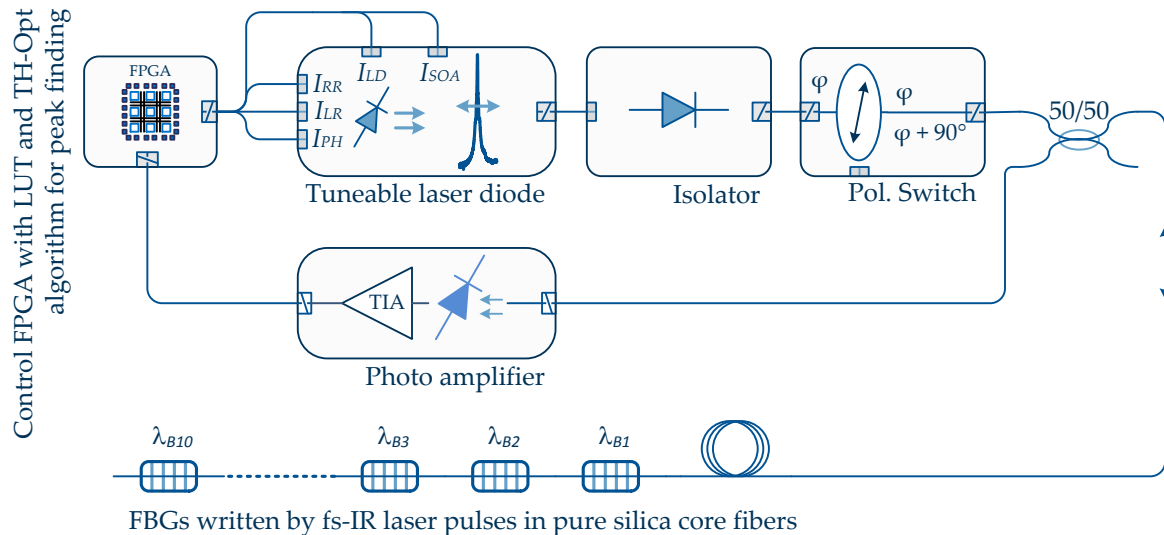 Control FPGA with LUT and TH-Opt
algorithm for peak finding
FPGA
I_RR
I_LR
I_PH
I_LD
I_SOA
Tuneable laser diode
Isolator
φ
φ
φ + 90°
Pol. Switch
50/50
TIA
Photo amplifier
λ_B10
λ_B3
λ_B2
λ_B1
FBGs written by fs-IR laser pulses in pure silica core fibers